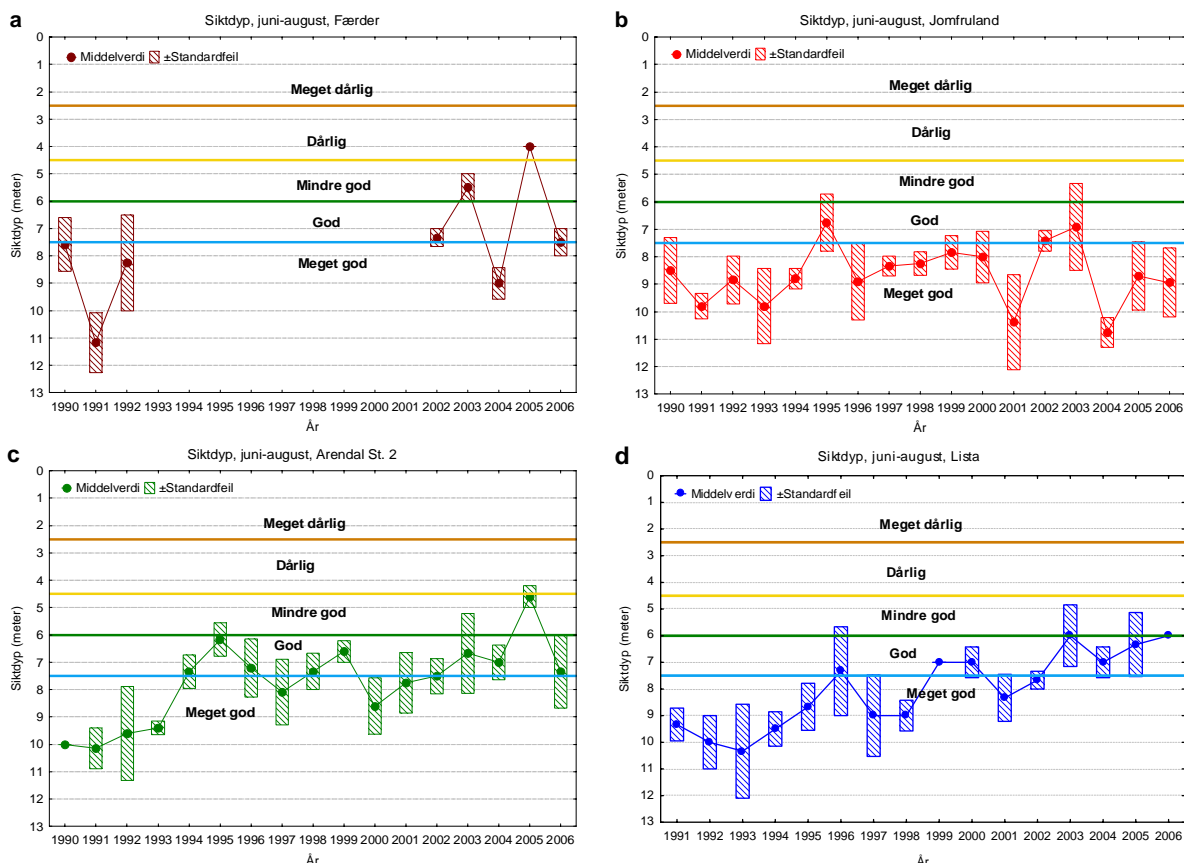 a
Siktdyp, juni-august, Færder
Middelverdi ±Standardfeil
Meget dårlig
Dårlig
Mindre god
God
Meget god
Siktdyp (meter)
0
1
2
3
4
5
6
7
8
9
10
11
12
13
1990 1991 1992 1993 1994 1995 1996 1997 1998 1999 2000 2001 2002 2003 2004 2005 2006
År
b
Siktdyp, juni-august, Jomfruland
Middelverdi ±Standardfeil
Meget dårlig
Dårlig
Mindre god
God
Meget god
Siktdyp (meter)
0
1
2
3
4
5
6
7
8
9
10
11
12
13
1990 1991 1992 1993 1994 1995 1996 1997 1998 1999 2000 2001 2002 2003 2004 2005 2006
År
c
Siktdyp, juni-august, Arendal St. 2
Middelverdi ±Standardfeil
Meget dårlig
Dårlig
Mindre god
God
Meget god
Siktdyp (meter)
0
1
2
3
4
5
6
7
8
9
10
11
12
13
1990 1991 1992 1993 1994 1995 1996 1997 1998 1999 2000 2001 2002 2003 2004 2005 2006
År
d
Siktdyp, juni-august, Lista
Middelverdi ±Standardfeil
Meget dårlig
Dårlig
Mindre god
God
Meget god
Siktdyp (meter)
0
1
2
3
4
5
6
7
8
9
10
11
12
13
1991 1992 1993 1994 1995 1996 1997 1998 1999 2000 2001 2002 2003 2004 2005 2006
År